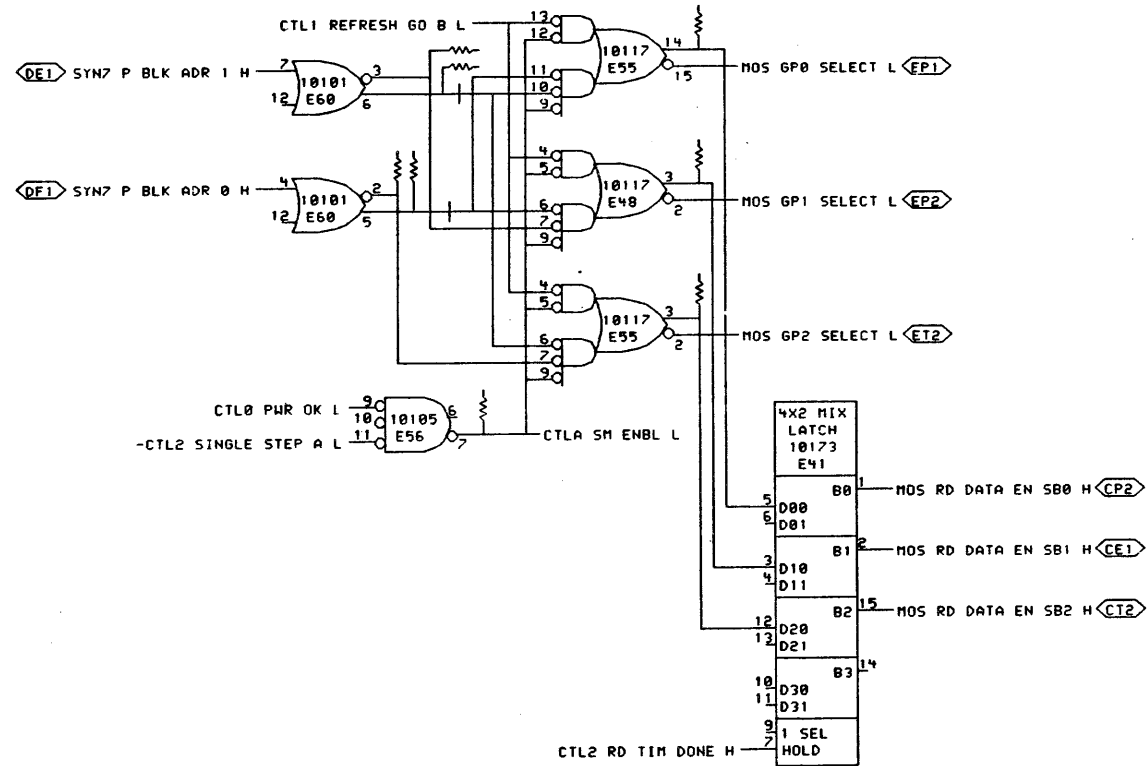 CTL1 REFRESH GO B L
13
12
10117
E55
14
15
MOS GP0 SELECT L EP1
11
10
9
DE1 SYN7 P BLK ADR 1 H
7
12
10101
E60
3
6
DF1 SYN7 P BLK ADR 0 H
4
12
10101
E60
2
5
4
5
10117
E48
3
2
MOS GP1 SELECT L EP2
6
7
9
4
5
10117
E55
3
2
MOS GP2 SELECT L ET2
6
7
9
CTL0 PWR OK L
9
10
-CTL2 SINGLE STEP A L
11
10105
E56
6
7
CTLA SM ENBL L
4X2 MIX
LATCH
10173
E41
B0
1
MOS RD DATA EN SB0 H CP2
5
D00
6
D01
B1
2
MOS RD DATA EN SB1 H CE1
3
D10
4
D11
B2
15
MOS RD DATA EN SB2 H CT2
12
D20
13
D21
B3
14
10
D30
11
D31
9
1 SEL
CTL2 RD TIM DONE H
7
HOLD